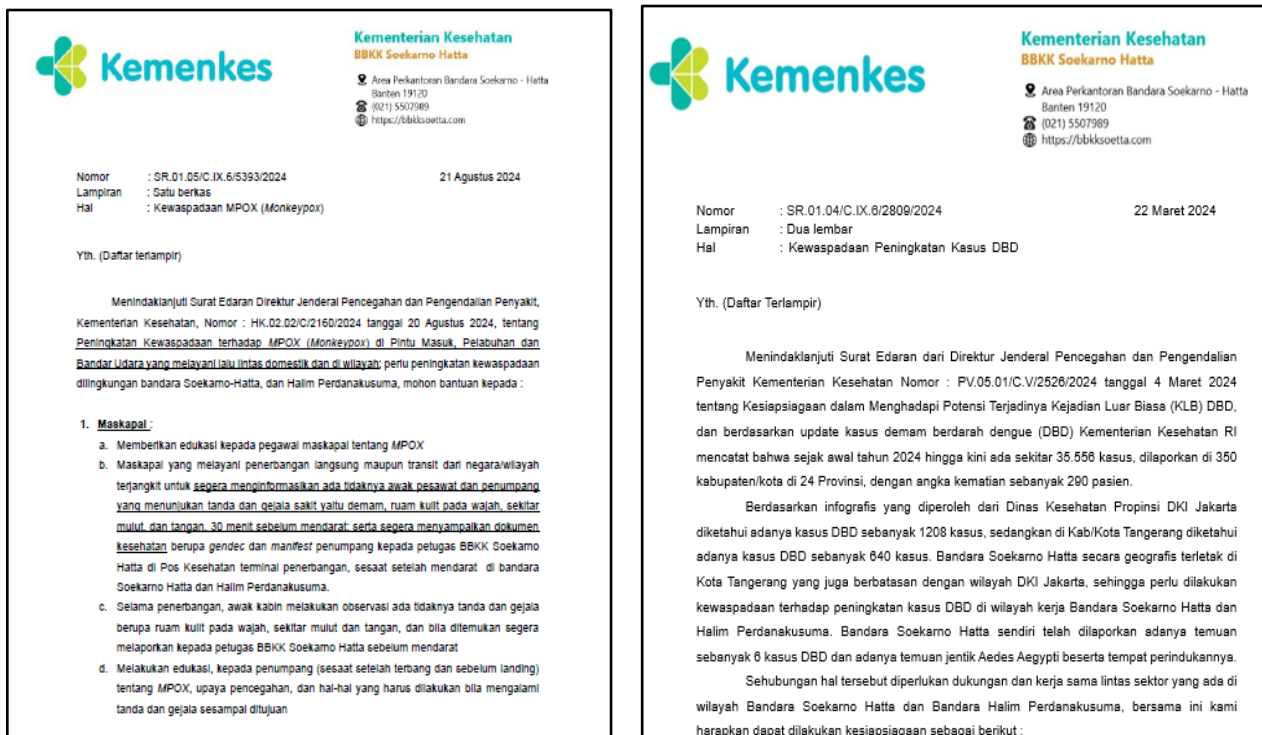 Kemenkes
Kementerian Kesehatan
BBKK Soekarno Hatta
Area Perkantoran Bandara Soekarno - Hatta
Banten 19120
(021) 5507989
https://bbkksoetta.com
Nomor : SR.01.05/C.IX.6/5393/2024 21 Agustus 2024
Lampiran : Satu berkas
Hal : Kewaspadaan MPOX (Monkeypox)
Yth. (Daftar terlampir)
Menindaklanjuti Surat Edaran Direktur Jenderal Pencegahan dan Pengendalian Penyakit,
Kementerian Kesehatan, Nomor : HK.02.02/C/2160/2024 tanggal 20 Agustus 2024, tentang
Peningkatan Kewaspadaan terhadap MPOX (Monkeypox) di Pintu Masuk, Pelabuhan dan
Bandar Udara yang melayani lalu lintas domestik dan di wilayah; perlu peningkatan kewaspadaan
dilingkungan bandara Soekarno-Hatta, dan Halim Perdanakusuma, mohon bantuan kepada :
1. Maskapai :
a. Memberikan edukasi kepada pegawai maskapai tentang MPOX
b. Maskapai yang melayani penerbangan langsung maupun transit dari negara/wilayah
terjangkit untuk segera menginformasikan ada tidaknya awak pesawat dan penumpang
yang menunjukan tanda dan gejala sakit yaitu demam, ruam kulit pada wajah, sekitar
mulut, dan tangan, 30 menit sebelum mendarat; serta segera menyampaikan dokumen
kesehatan berupa gendec dan manifest penumpang kepada petugas BBKK Soekarno
Hatta di Pos Kesehatan terminal penerbangan, sesaat setelah mendarat di bandara
Soekarno Hatta dan Halim Perdanakusuma.
c. Selama penerbangan, awak kabin melakukan observasi ada tidaknya tanda dan gejala
berupa ruam kulit pada wajah, sekitar mulut dan tangan, dan bila ditemukan segera
melaporkan kepada petugas BBKK Soekarno Hatta sebelum mendarat
d. Melakukan edukasi, kepada penumpang (sesaat setelah terbang dan sebelum landing)
tentang MPOX, upaya pencegahan, dan hal-hal yang harus dilakukan bila mengalami
tanda dan gejala sesampai ditujuan
Kemenkes
Kementerian Kesehatan
BBKK Soekarno Hatta
Area Perkantoran Bandara Soekarno - Hatta
Banten 19120
(021) 5507989
https://bbkksoetta.com
Nomor : SR.01.04/C.IX.6/2809/2024 22 Maret 2024
Lampiran : Dua lembar
Hal : Kewaspadaan Peningkatan Kasus DBD
Yth. (Daftar Terlampir)
Menindaklanjuti Surat Edaran dari Direktur Jenderal Pencegahan dan Pengendalian
Penyakit Kementerian Kesehatan Nomor : PV.05.01/C.V/2526/2024 tanggal 4 Maret 2024
tentang Kesiapsiagaan dalam Menghadapi Potensi Terjadinya Kejadian Luar Biasa (KLB) DBD,
dan berdasarkan update kasus demam berdarah dengue (DBD) Kementerian Kesehatan RI
mencatat bahwa sejak awal tahun 2024 hingga kini ada sekitar 35.556 kasus, dilaporkan di 350
kabupaten/kota di 24 Provinsi, dengan angka kematian sebanyak 290 pasien.
Berdasarkan infografis yang diperoleh dari Dinas Kesehatan Propinsi DKI Jakarta
diketahui adanya kasus DBD sebanyak 1208 kasus, sedangkan di Kab/Kota Tangerang diketahui
adanya kasus DBD sebanyak 640 kasus. Bandara Soekarno Hatta secara geografis terletak di
Kota Tangerang yang juga berbatasan dengan wilayah DKI Jakarta, sehingga perlu dilakukan
kewaspadaan terhadap peningkatan kasus DBD di wilayah kerja Bandara Soekarno Hatta dan
Halim Perdanakusuma. Bandara Soekarno Hatta sendiri telah dilaporkan adanya temuan
sebanyak 6 kasus DBD dan adanya temuan jentik Aedes Aegypti beserta tempat perindukannya.
Sehubungan hal tersebut diperlukan dukungan dan kerja sama lintas sektor yang ada di
wilayah Bandara Soekarno Hatta dan Bandara Halim Perdanakusuma, bersama ini kami
harapkan dapat dilakukan kesiapsiagaan sebagai berikut :